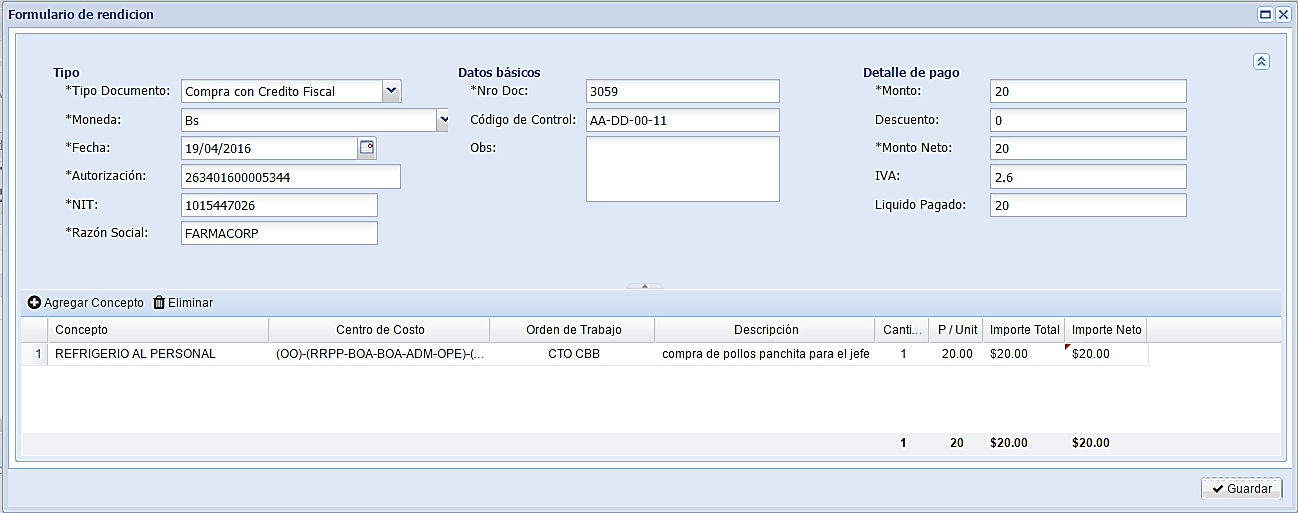 Formulario de rendicion
Tipo
*Tipo Documento: Compra con Credito Fiscal
*Moneda: Bs
*Fecha: 19/04/2016
*Autorización: 263401600005344
*NIT: 1015447026
*Razón Social: FARMACORP
Datos básicos
*Nro Doc: 3059
Código de Control: AA-DD-00-11
Obs:
Detalle de pago
*Monto: 20
Descuento: 0
*Monto Neto: 20
IVA: 2.6
Liquido Pagado: 20
Agregar Concepto Eliminar
Concepto Centro de Costo Orden de Trabajo Descripción Canti... P / Unit Importe Total Importe Neto
1 REFRIGERIO AL PERSONAL (OO)-(RRPP-BOA-BOA-ADM-OPE)-(... CTO CBB compra de pollos panchita para el jefe 1 20.00 $20.00 $20.00
1 20 $20.00 $20.00
Guardar